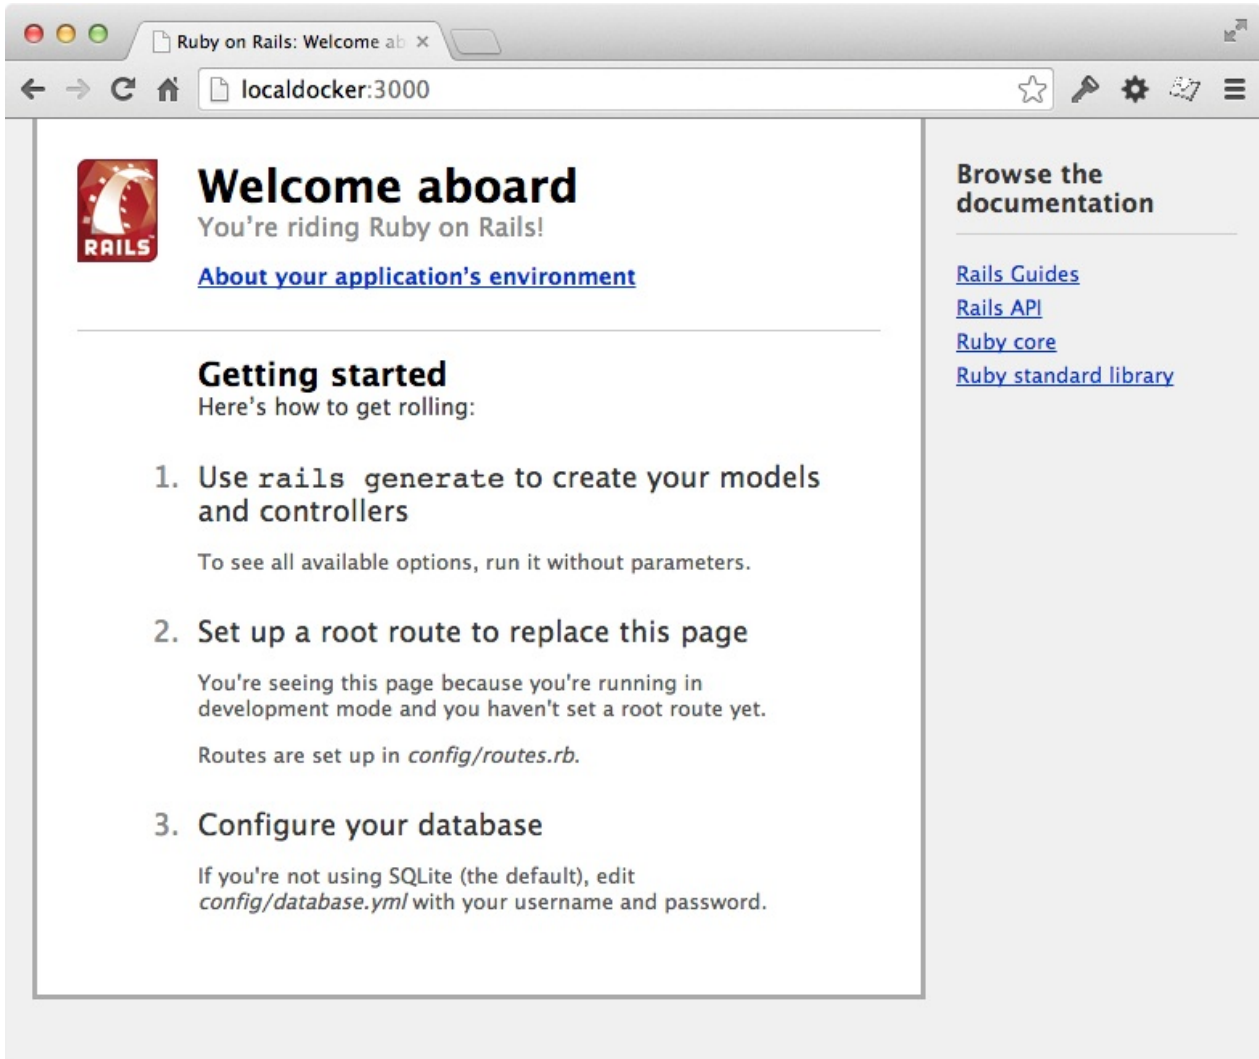 Ruby on Rails: Welcome ab
localdocker:3000
RAILS
Welcome aboard
You’re riding Ruby on Rails!
About your application’s environment
Getting started
Here’s how to get rolling:
1. Use rails generate to create your models
and controllers
To see all available options, run it without parameters.
2. Set up a root route to replace this page
You're seeing this page because you're running in
development mode and you haven't set a root route yet.
Routes are set up in config/routes.rb.
3. Configure your database
If you're not using SQLite (the default), edit
config/database.yml with your username and password.
Browse the
documentation
Rails Guides
Rails API
Ruby core
Ruby standard library